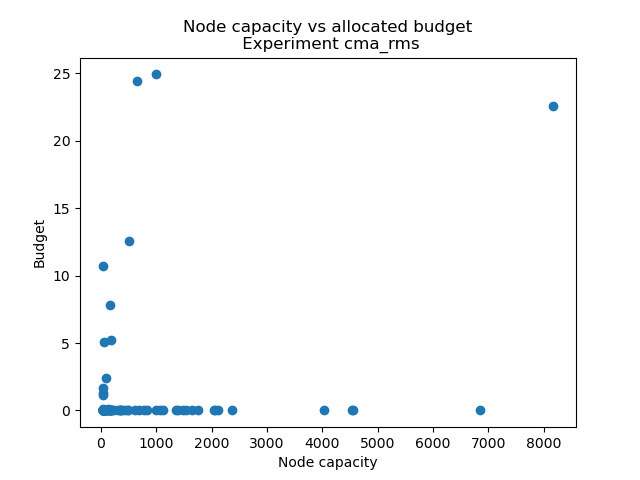 Node capacity vs allocated budget
Experiment cma_rms
25
20
15
10
5
0
Budget
0 1000 2000 3000 4000 5000 6000 7000 8000
Node capacity